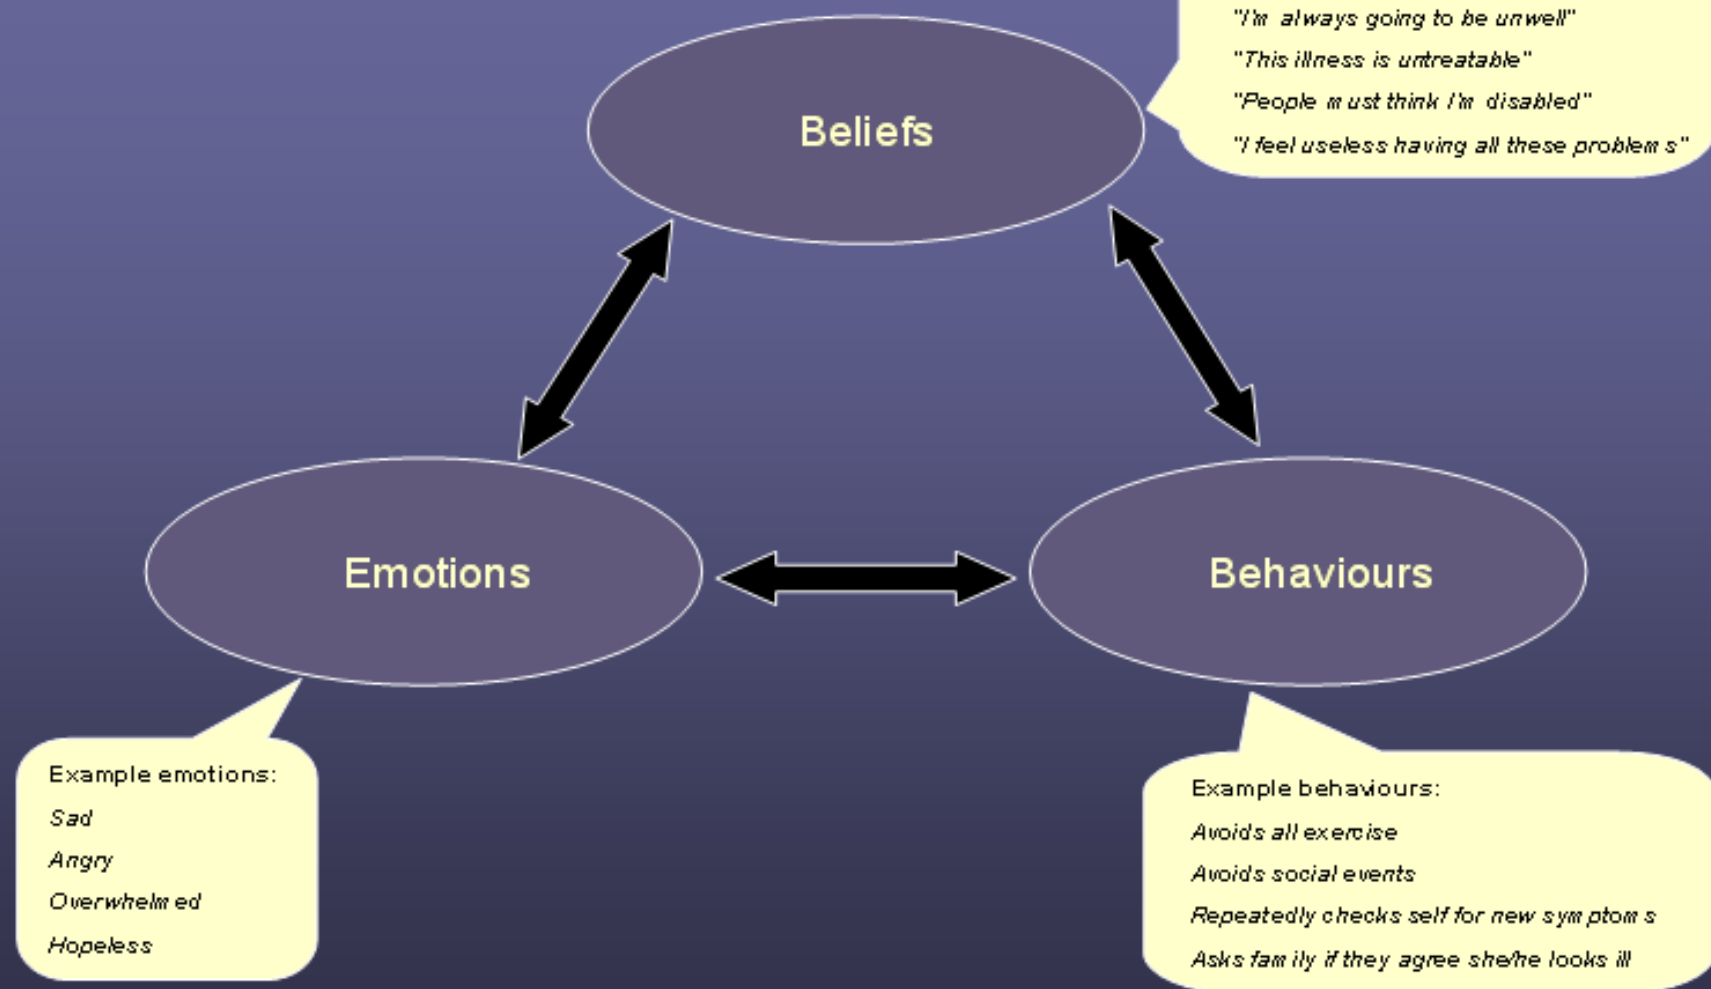 "I'm always going to be unwell"
"This illness is untreatable"
"People must think I'm disabled"
"I feel useless having all these problems"
Beliefs
Emotions
Behaviours
Example emotions:
Sad
Angry
Overwhelmed
Hopeless
Example behaviours:
Avoids all exercise
Avoids social events
Repeatedly checks self for new symptoms
Asks family if they agree she/he looks ill